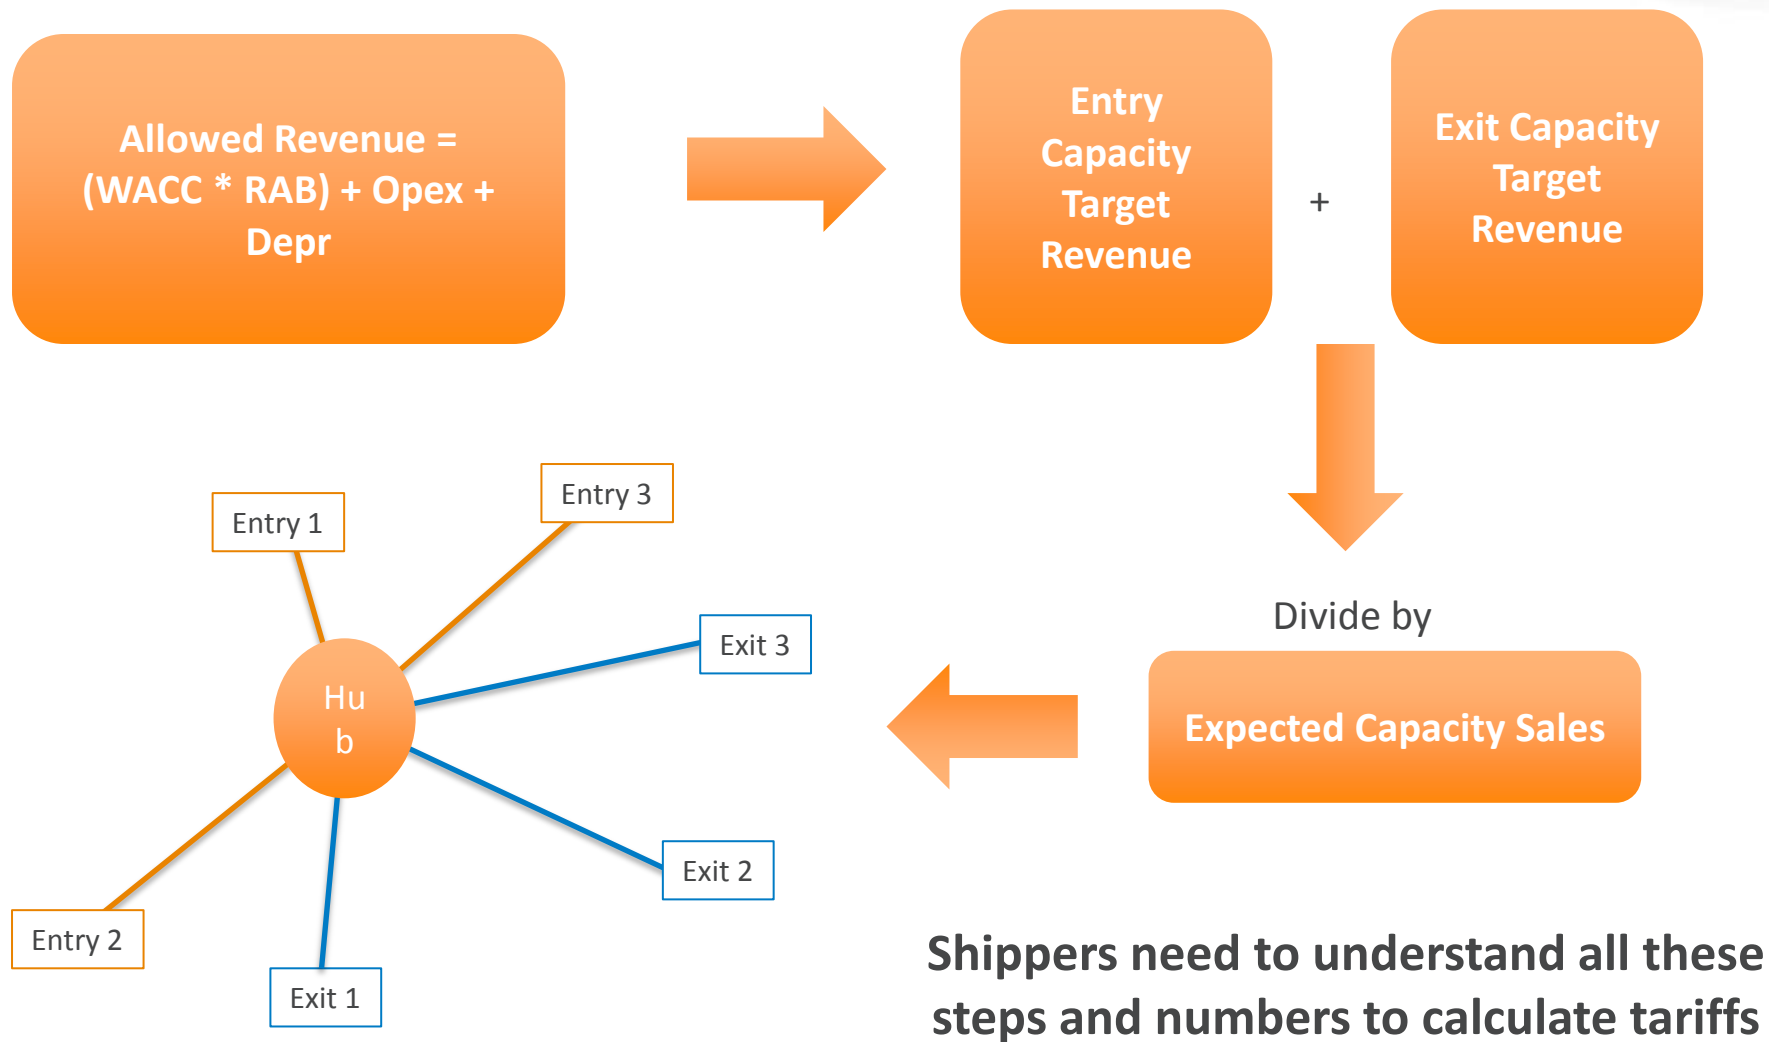 Allowed Revenue =
(WACC * RAB) + Opex +
Depr
Entry
Capacity
Target
Revenue
+
Exit Capacity
Target
Revenue
Divide by
Expected Capacity Sales
Entry 1
Entry 3
Exit 3
Hu
b
Exit 2
Entry 2
Exit 1
Shippers need to understand all these
steps and numbers to calculate tariffs